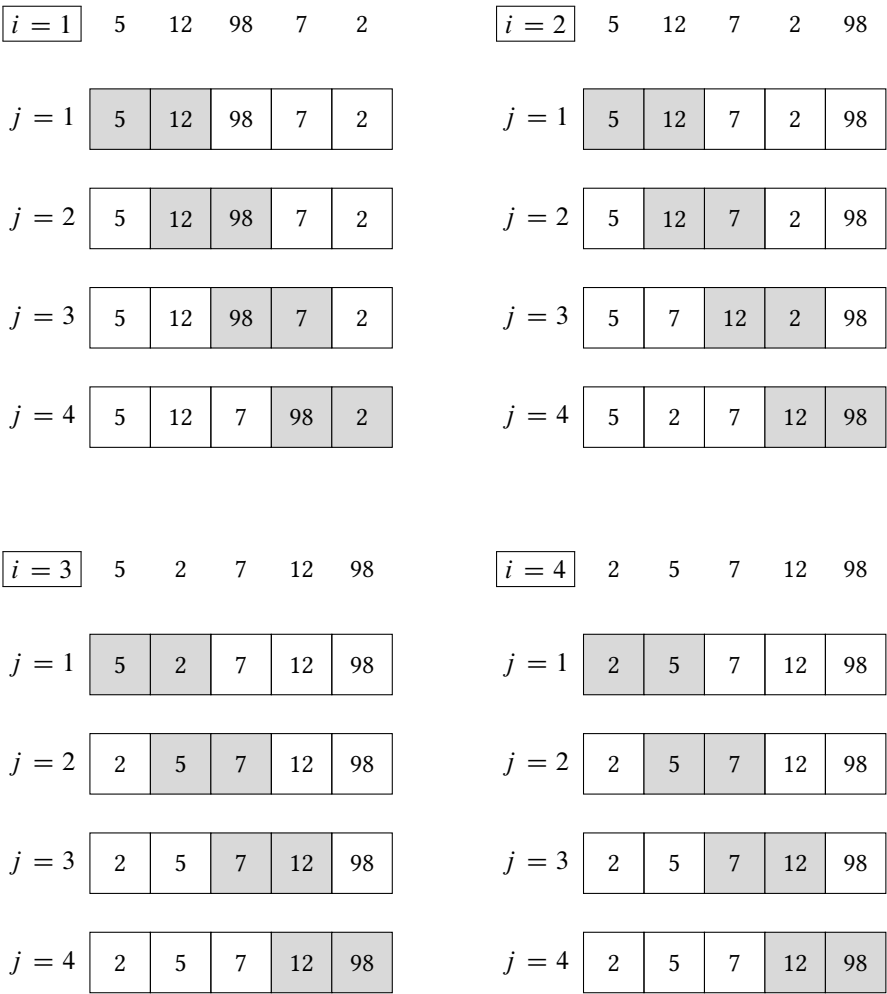 i = 1 5 12 98 7 2
j = 1 5 12 98 7 2
j = 2 5 12 98 7 2
j = 3 5 12 98 7 2
j = 4 5 12 7 98 2
i = 2 5 12 7 2 98
j = 1 5 12 7 2 98
j = 2 5 12 7 2 98
j = 3 5 7 12 2 98
j = 4 5 2 7 12 98
i = 3 5 2 7 12 98
j = 1 5 2 7 12 98
j = 2 2 5 7 12 98
j = 3 2 5 7 12 98
j = 4 2 5 7 12 98
i = 4 2 5 7 12 98
j = 1 2 5 7 12 98
j = 2 2 5 7 12 98
j = 3 2 5 7 12 98
j = 4 2 5 7 12 98